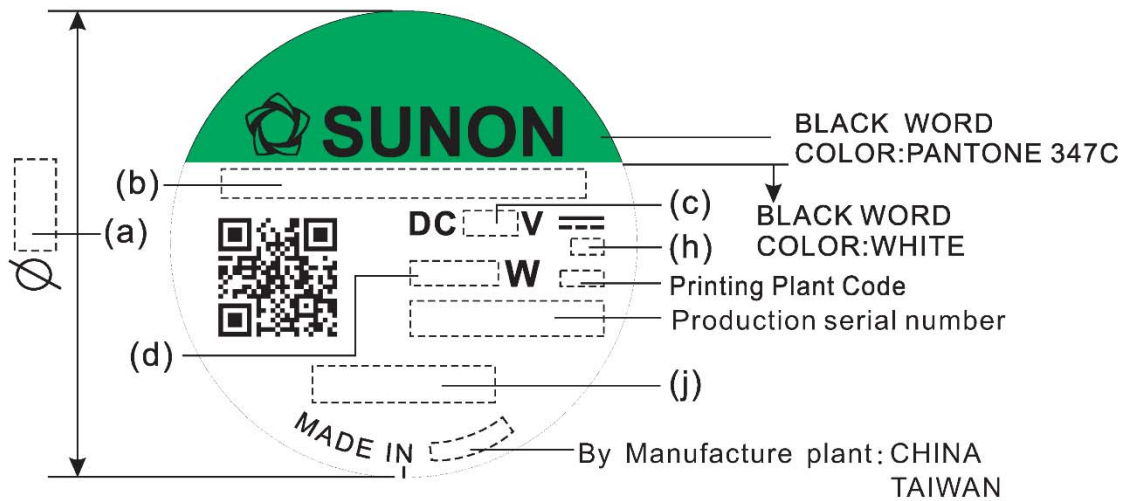 SUNON
BLACK WORD
COLOR:PANTONE 347C
(b)
(c)
DC V
BLACK WORD
COLOR:WHITE
(a)
(h)
Ø
W
Printing Plant Code
Production serial number
(d)
(j)
MADE IN
By Manufacture plant: CHINA
TAIWAN